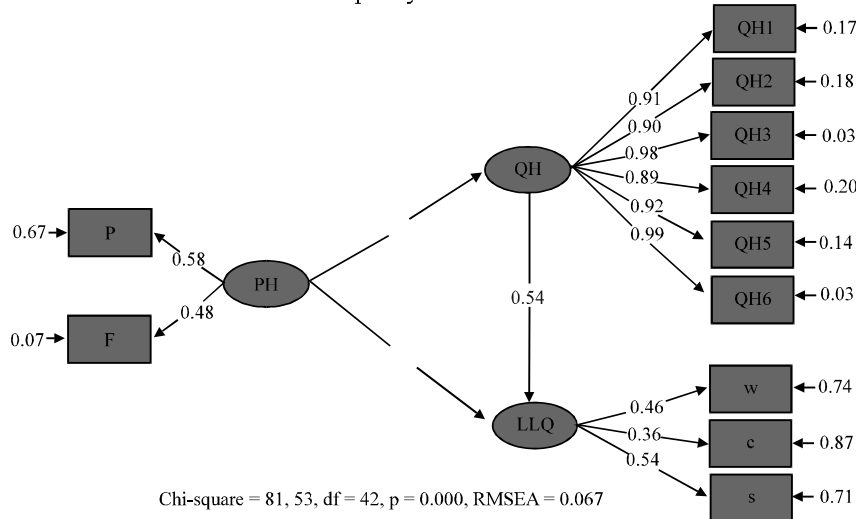 QH1
0.17
QH2
0.18
0.91
0.90
QH3
0.03
0.98
QH
0.89
QH4
0.20
0.92
0.67
P
0.99
QH5
0.14
0.58
PH
0.54
QH6
0.03
0.48
0.07
F
w
0.74
0.46
LLQ
0.36
c
0.87
0.54
s
0.71
Chi-square = 81, 53, df = 42, p = 0.000, RMSEA = 0.067